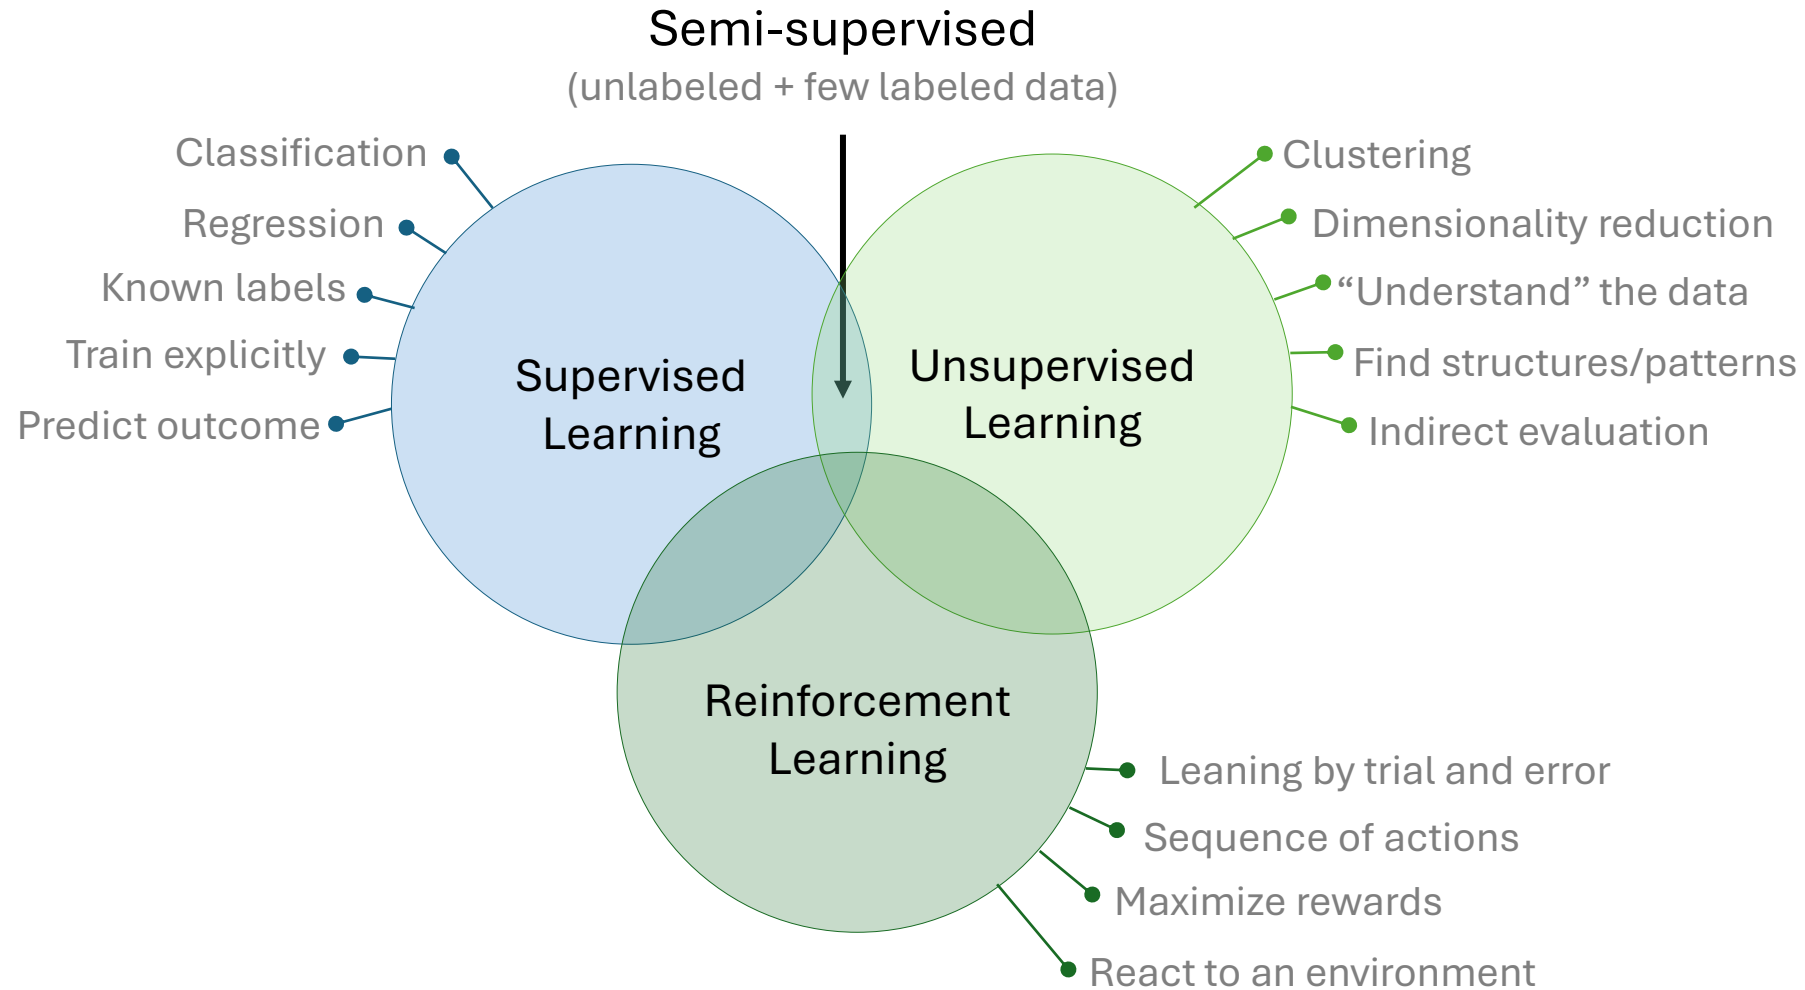 Semi-supervised
(unlabeled + few labeled data)
Classification
Regression
Known labels
Train explicitly
Predict outcome
Supervised
Learning
Unsupervised
Learning
Clustering
Dimensionality reduction
“Understand” the data
Find structures/patterns
Indirect evaluation
Reinforcement
Learning
Leaning by trial and error
Sequence of actions
Maximize rewards
React to an environment